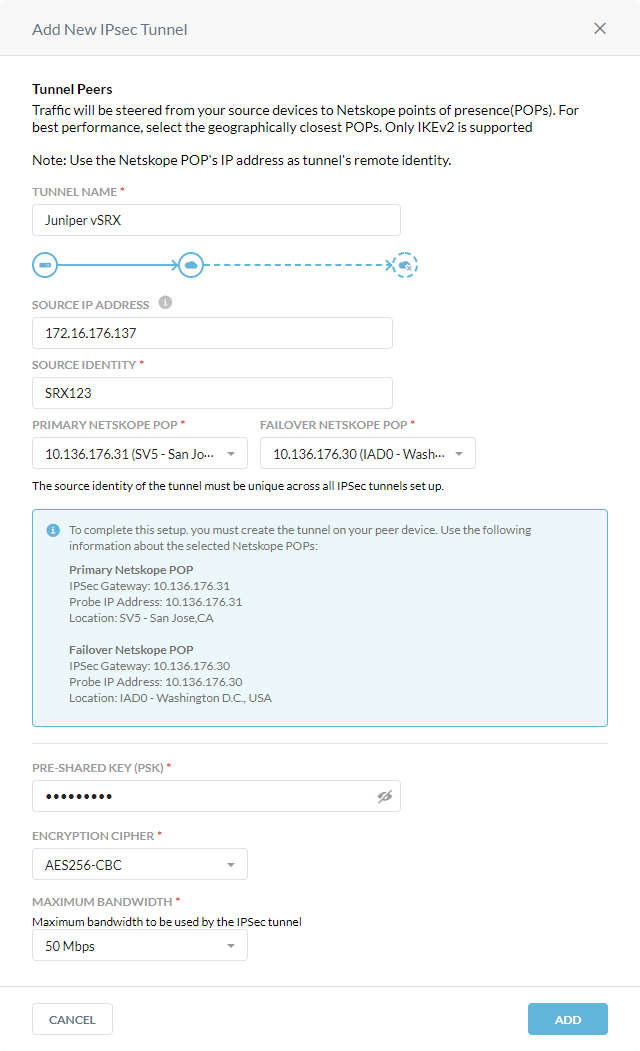 Add New IPsec Tunnel
Tunnel Peers
Traffic will be steered from your source devices to Netskope points of presence(POPs). For
best performance, select the geographically closest POPs. Only IKEv2 is supported
Note: Use the Netskope POP's IP address as tunnel's remote identity.
TUNNEL NAME *
Juniper vSRX
SOURCE IP ADDRESS i
172.16.176.137
SOURCE IDENTITY *
SRX123
PRIMARY NETSKOPE POP * FAILOVER NETSKOPE POP *
10.136.176.31 (SV5 - San Jo... 10.136.176.30 (IAD0 - Wash...
The source identity of the tunnel must be unique across all IPSec tunnels set up.
i To complete this setup. you must create the tunnel on your peer device. Use the following
information about the selected Netskope POPs:
Primary Netskope POP
IPSec Gateway: 10.136.176.31
Probe IP Address: 10.136.176.31
Location: SV5 - San Jose,CA
Failover Netskope POP
IPSec Gateway: 10.136.176.30
Probe IP Address: 10.136.176.30
Location: IAD0 - Washington D.C., USA
PRE-SHARED KEY (PSK) *
•••••••••
ENCRYPTION CIPHER *
AES256-CBC
MAXIMUM BANDWIDTH *
Maximum bandwidth to be used by the IPSec tunnel
50 Mbps
CANCEL ADD